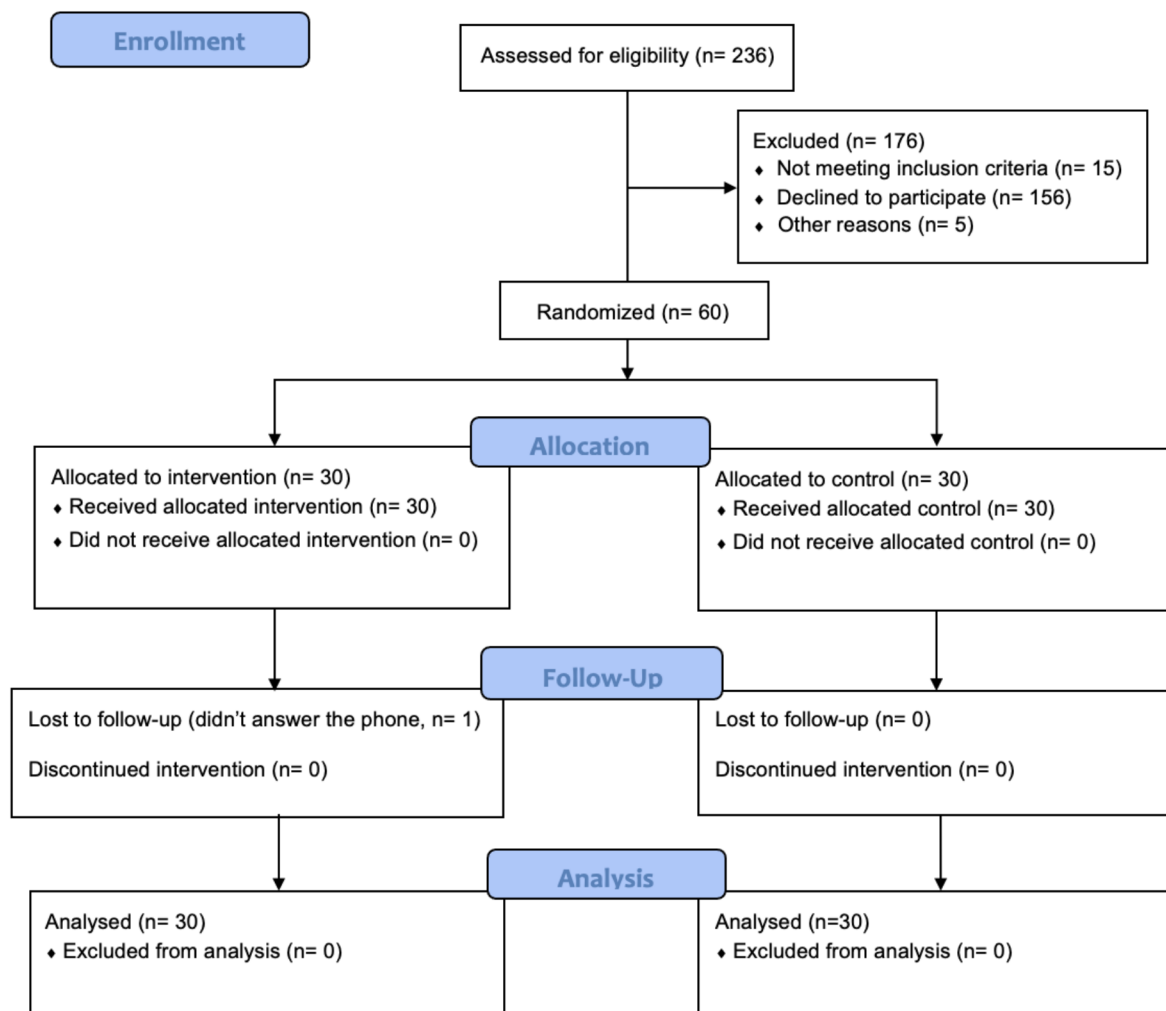 Enrollment
Assessed for eligibility (n= 236)
Excluded (n= 176)
♦ Not meeting inclusion criteria (n= 15)
♦ Declined to participate (n= 156)
♦ Other reasons (n= 5)
Randomized (n= 60)
Allocation
Allocated to intervention (n= 30)
♦ Received allocated intervention (n= 30)
♦ Did not receive allocated intervention (n= 0)
Allocated to control (n= 30)
♦ Received allocated control (n= 30)
♦ Did not receive allocated control (n= 0)
Follow-Up
Lost to follow-up (didn’t answer the phone, n= 1)
Discontinued intervention (n= 0)
Lost to follow-up (n= 0)
Discontinued intervention (n= 0)
Analysis
Analysed (n= 30)
♦ Excluded from analysis (n= 0)
Analysed (n=30)
♦ Excluded from analysis (n= 0)